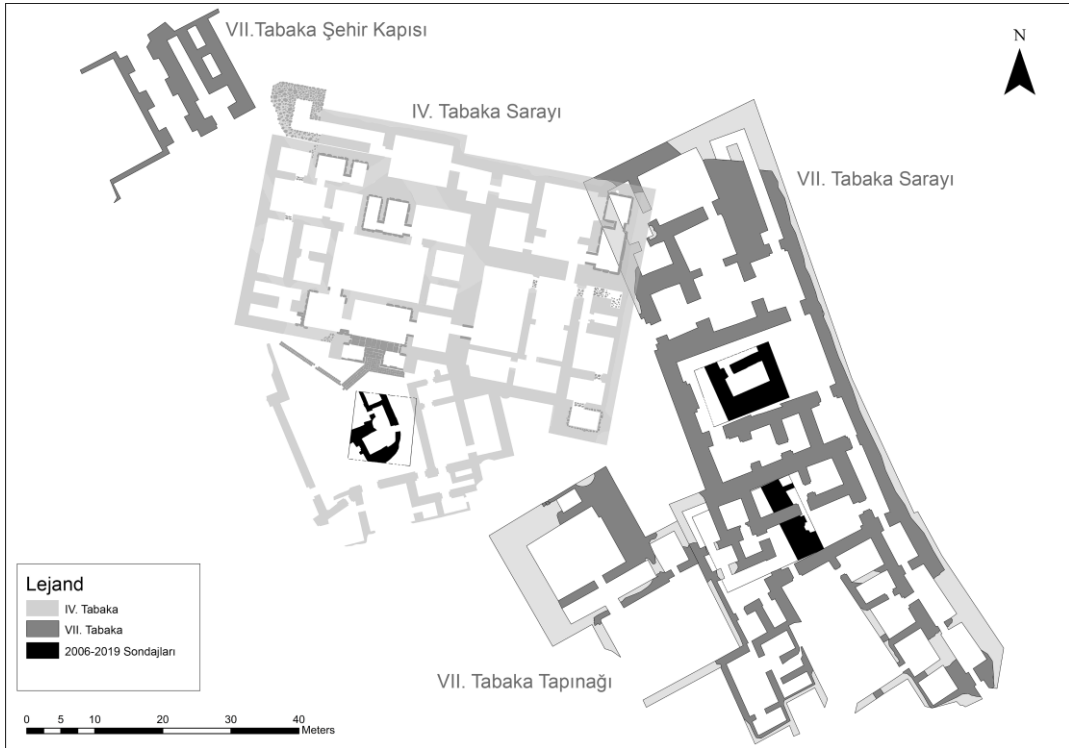 VII.Tabaka Şehir Kapısı
N
IV. Tabaka Sarayı
VII. Tabaka Sarayı
VII. Tabaka Tapınağı
Lejand
IV. Tabaka
VII. Tabaka
2006-2019 Sondajları
0 5 10 20 30 40
Meters